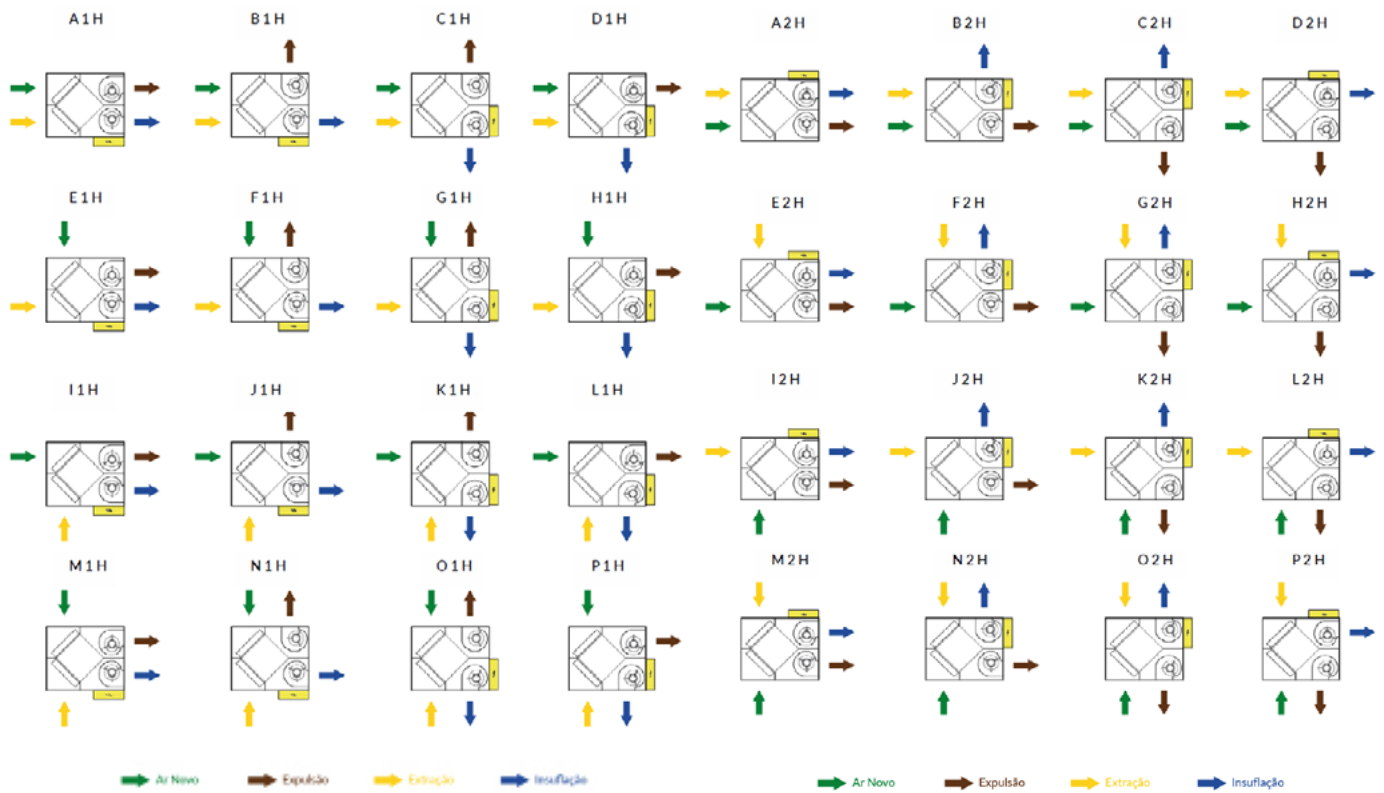 A1H B1H C1H D1H A2H B2H C2H D2H
E1H F1H G1H H1H E2H F2H G2H H2H
I1H J1H K1H L1H I2H J2H K2H L2H
M1H N1H O1H P1H M2H N2H O2H P2H
Ar Novo Expulsão Extração Insuflação Ar Novo Expulsão Extração Insuflação